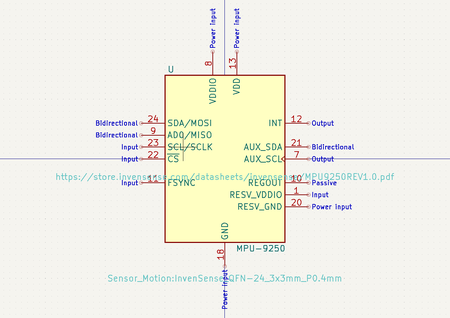 Power Input
Power Input
8
13
U
VDDIO
VDD
Bidirectional 24 SDA/MOSI
INT 12 Output
Bidirectional 9 AD0/MISO
Input 23 SCL/SCLK
AUX_SDA 21 Bidirectional
Input 22 CS
AUX_SCL 7 Output
https://store.invensense.com/datasheets/invensense/MPU9250REV1.0.pdf
Input 11 FSYNC
REGOUT 10 Passive
RESV_VDDIO 1 Input
RESV_GND 20 Power Input
GND
MPU-9250
18
Sensor_Motion:InvenSense_QFN-24_3x3mm_P0.4mm
Power Input